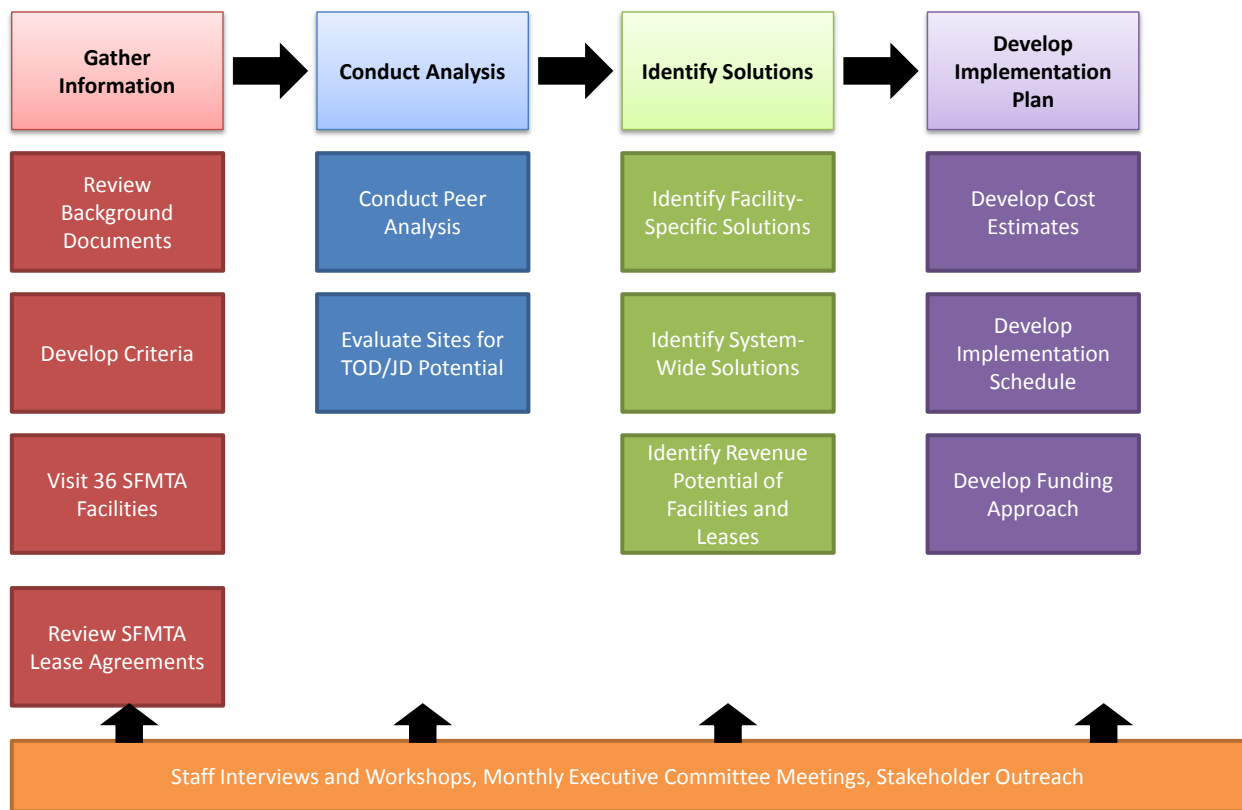 Gather
Information
Conduct Analysis
Identify Solutions
Develop
Implementation
Plan
Review
Background
Documents
Conduct Peer
Analysis
Identify Facility-
Specific Solutions
Develop Cost
Estimates
Develop Criteria
Evaluate Sites for
TOD/JD Potential
Identify System-
Wide Solutions
Develop
Implementation
Schedule
Visit 36 SFMTA
Facilities
Identify Revenue
Potential of
Facilities and
Leases
Develop Funding
Approach
Review SFMTA
Lease Agreements
Staff Interviews and Workshops, Monthly Executive Committee Meetings, Stakeholder Outreach